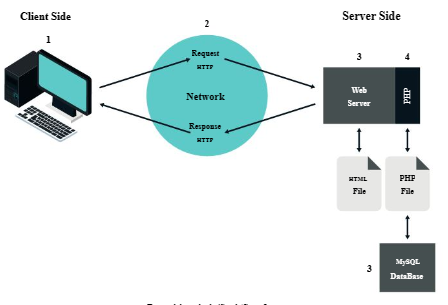 Client Side
Server Side
1
2
3
4
Request
HTTP
Network
Response
HTTP
Web
Server
PHP
HTML
File
PHP
File
3
MySQL
DataBase